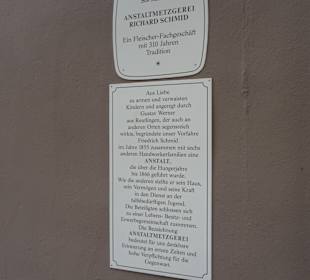 ANSTALTMETZGEREI
RICHARD SCHMID
Ein Fleischer-Fachgeschäft
mit 310 Jahren
Tradition
Aus Liebe
zu armen und verwaisten
Kindern und angeregt durch
Gustav Werner
aus Reutlingen, der auch an
anderen Orten segensreich
wirkte, begründete unser Vorfahre
Friedrich Schmid
im Jahre 1855 zusammen mit sechs
anderen Handwerkerfamilien eine
ANSTALT,
die über die Hungerjahre
bis 1866 geführt wurde.
Wie die anderen stellte er sein Haus,
sein Vermögen und seine Kraft
in den Dienst an der
hilfsbedürftigen Jugend.
Die Beteiligten schlossen sich
zu einer Lebens-, Besitz- und
Erwerbsgemeinschaft zusammen.
Die Bezeichnung
ANSTALTMETZGEREI
bedeutet für uns dankbare
Erinnerung an ernste Zeiten und
hohe Verpflichtung für die
Gegenwart.